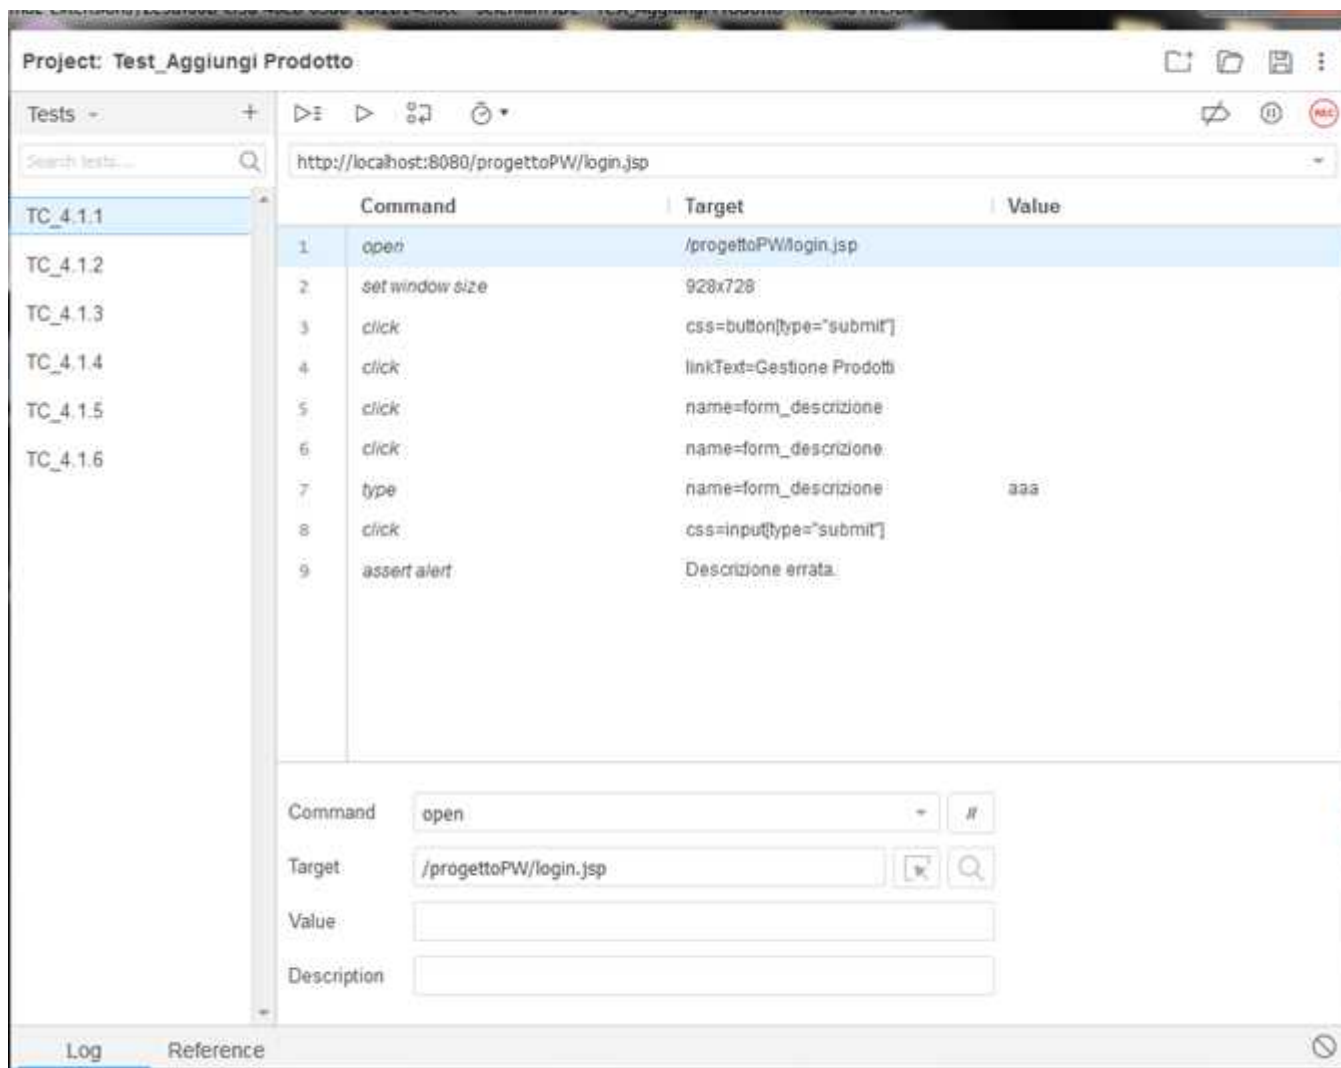 Project: Test_Aggiungi Prodotto
Tests
Search tests...
TC_4.1.1
TC_4.1.2
TC_4.1.3
TC_4.1.4
TC_4.1.5
TC_4.1.6
REC
http://localhost:8080/progettoPW/login.jsp
Command Target Value
1 open /progettoPW/login.jsp
2 set window size 928x728
3 click css=button[type="submit"]
4 click linkText=Gestione Prodotti
5 click name=form_descrizione
6 click name=form_descrizione
7 type name=form_descrizione aaa
8 click css=input[type="submit"]
9 assert alert Descrizione errata.
Command open //
Target /progettoPW/login.jsp
Value
Description
Log Reference